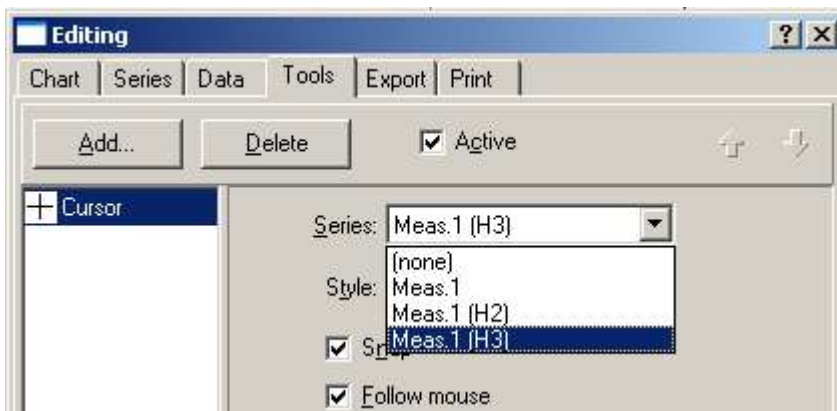 Editing
Chart Series Data Tools Export Print
Add... Delete Active
Cursor
Series: Meas.1 (H3)
(none)
Style: Meas.1
Meas.1 (H2)
Meas.1 (H3)
Follow mouse